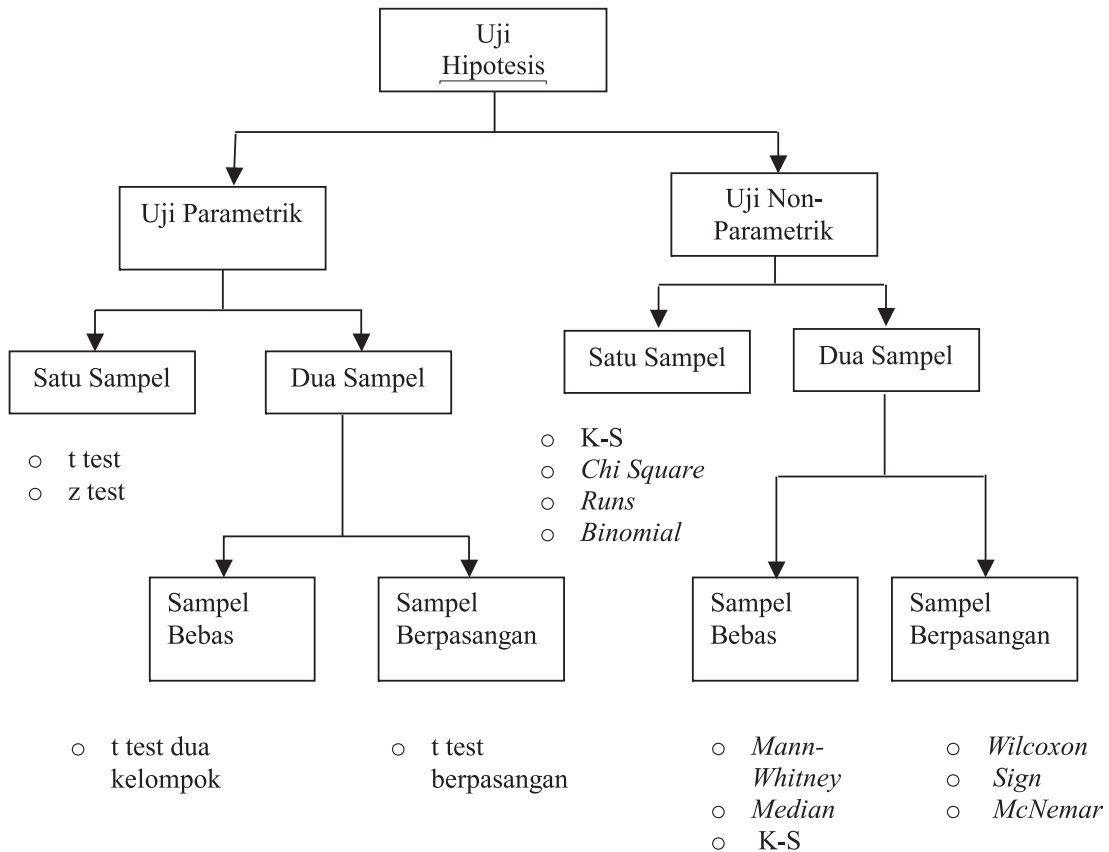 Uji
Hipotesis
Uji Parametrik
Uji Non-
Parametrik
Satu Sampel
Dua Sampel
Satu Sampel
Dua Sampel
○ t test
○ z test
○ K-S
○ Chi Square
○ Runs
○ Binomial
Sampel
Bebas
Sampel
Berpasangan
Sampel
Bebas
Sampel
Berpasangan
○ t test dua
kelompok
○ t test
berpasangan
○ Mann-
Whitney
○ Median
○ K-S
○ Wilcoxon
○ Sign
○ McNemar